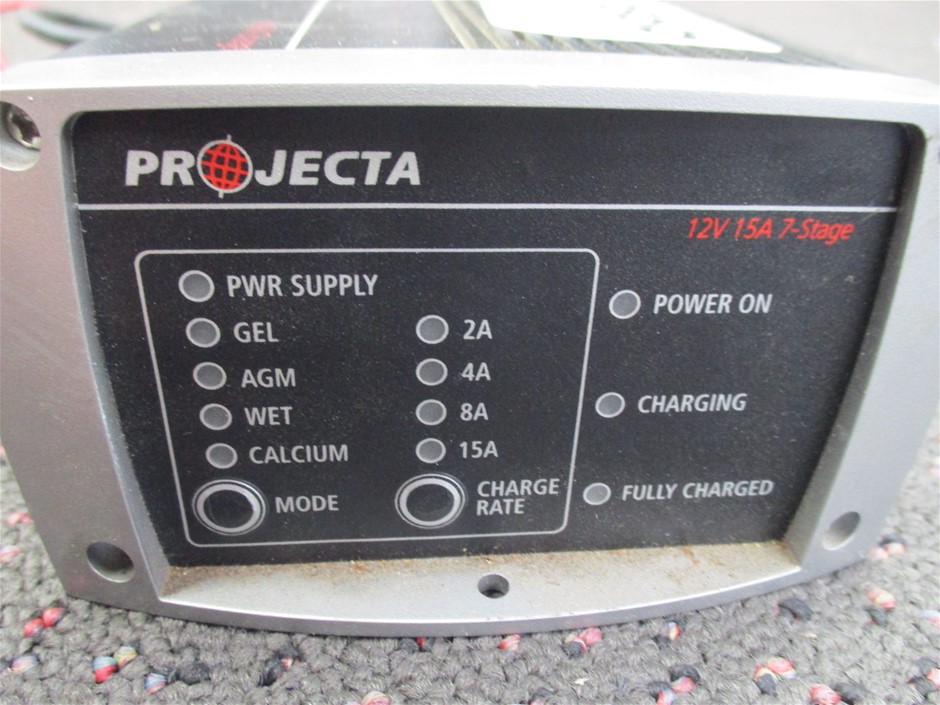 PROJECTA
12V 15A 7-Stage
PWR SUPPLY
GEL
AGM
WET
CALCIUM
MODE
2A
4A
8A
15A
CHARGE
RATE
POWER ON
CHARGING
FULLY CHARGED